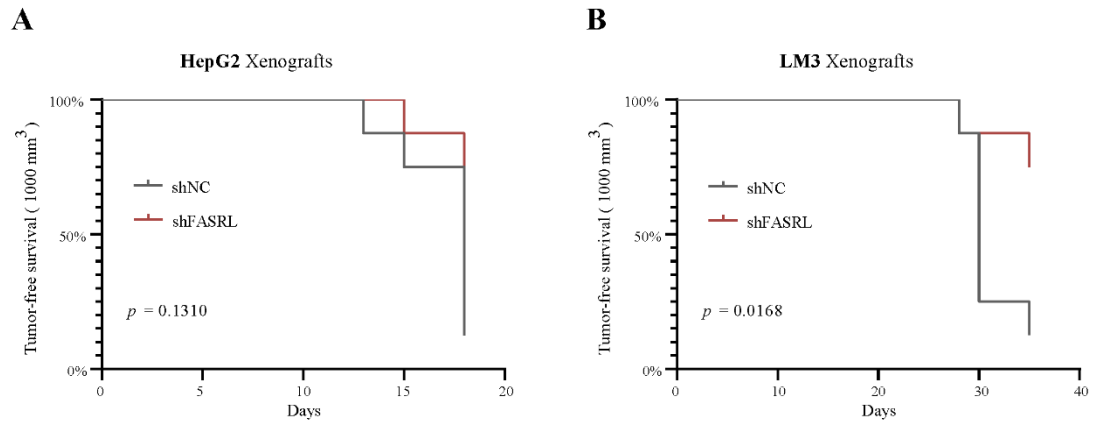 A
HepG2 Xenografts
Tumor-free survival ( 1000 mm³ )
100%
50%
0%
shNC
shFASRL
p = 0.1310
0 5 10 15 20
Days
B
LM3 Xenografts
Tumor-free survival ( 1000 mm³ )
100%
50%
0%
shNC
shFASRL
p = 0.0168
0 10 20 30 40
Days